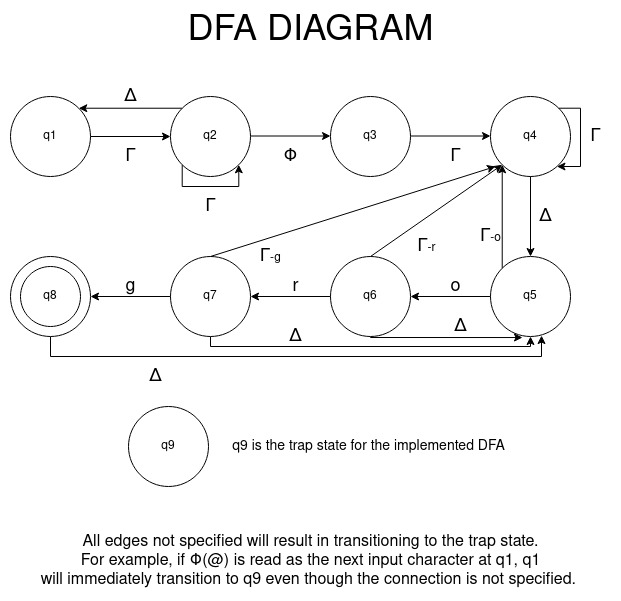 DFA DIAGRAM
Δ
q1
q2
q3
q4
Γ
Γ
Φ
Γ
Γ
Δ
Γ-g
Γ-r
Γ-o
q8
g
q7
r
q6
o
q5
Δ
Δ
Δ
q9
q9 is the trap state for the implemented DFA
All edges not specified will result in transitioning to the trap state.
For example, if Φ(@) is read as the next input character at q1, q1
will immediately transition to q9 even though the connection is not specified.